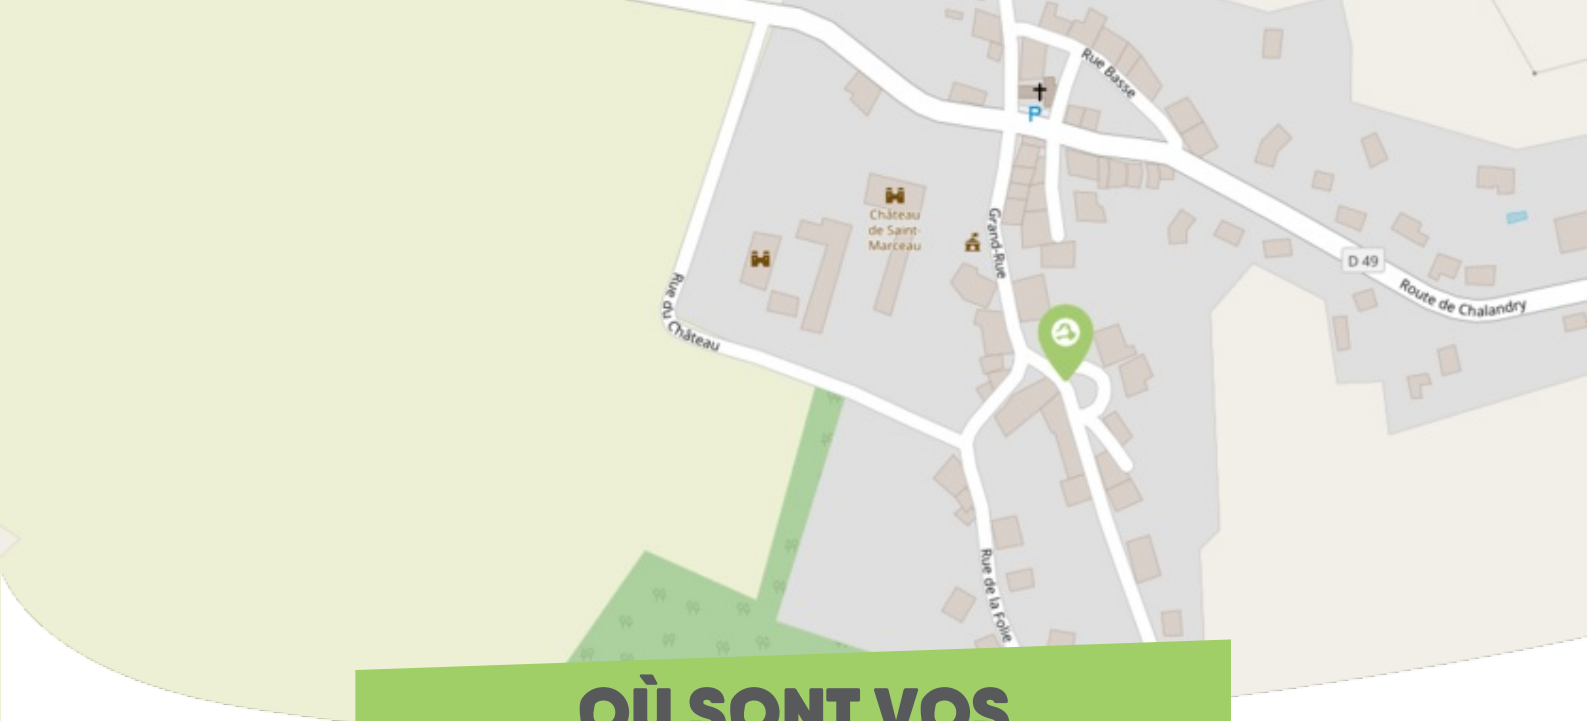 Rue Basse
P
Château
de Saint-
Marceau
Grand-Rue
D 49
Route de Chalandry
Rue du Château
Rue de la Folie
OÙ SONT VOS